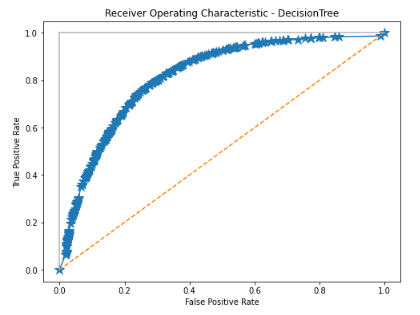 Receiver Operating Characteristic - DecisionTree
1.0
0.8
0.6
0.4
0.2
0.0
True Positive Rate
0.0 0.2 0.4 0.6 0.8 1.0
False Positive Rate